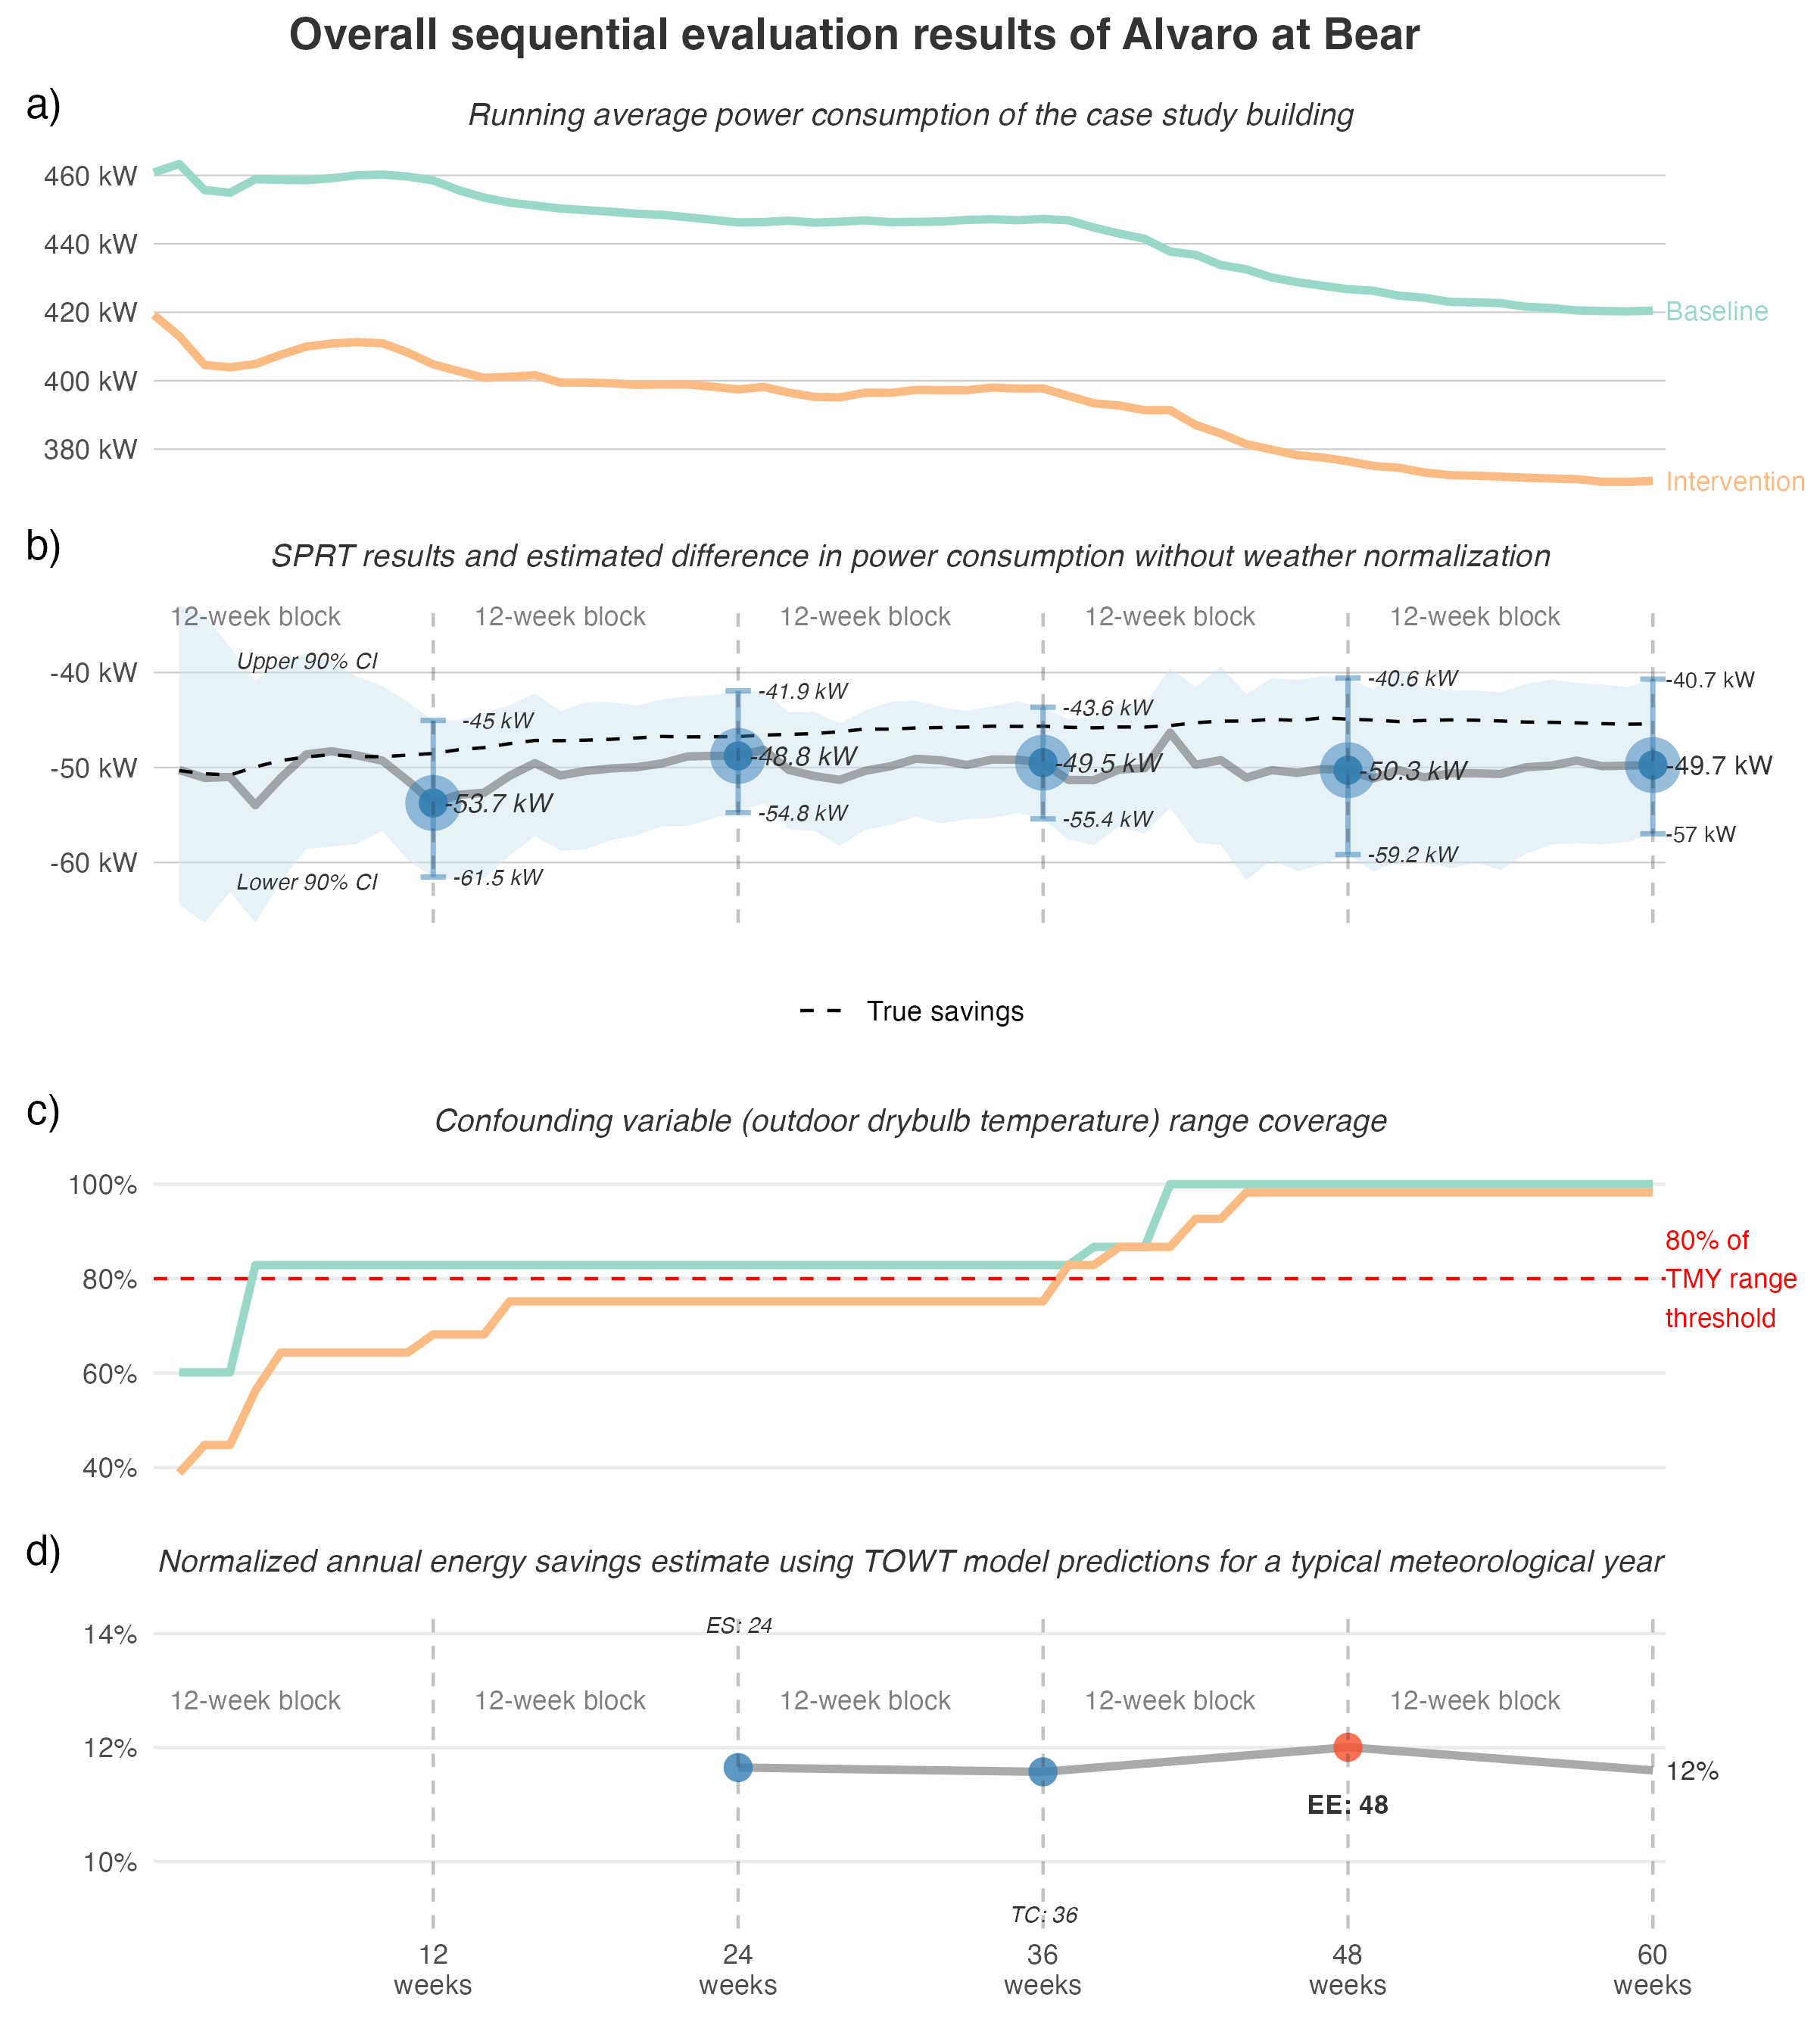 Overall sequential evaluation results of Alvaro at Bear
a)
Running average power consumption of the case study building
460 kW
440 kW
420 kW
400 kW
380 kW
Baseline
Intervention
b)
SPRT results and estimated difference in power consumption without weather normalization
12-week block 12-week block 12-week block 12-week block 12-week block
-40 kW
-50 kW
-60 kW
Upper 90% CI
Lower 90% CI
-45 kW
-53.7 kW
-61.5 kW
-41.9 kW
-48.8 kW
-54.8 kW
-43.6 kW
-49.5 kW
-55.4 kW
-40.6 kW
-50.3 kW
-59.2 kW
-40.7 kW
-49.7 kW
-57 kW
True savings
c)
Confounding variable (outdoor drybulb temperature) range coverage
100%
80%
60%
40%
80% of
TMY range
threshold
d)
Normalized annual energy savings estimate using TOWT model predictions for a typical meteorological year
14%
12%
10%
ES: 24
12-week block 12-week block 12-week block 12-week block 12-week block
12%
EE: 48
TC: 36
12 24 36 48 60
weeks weeks weeks weeks weeks